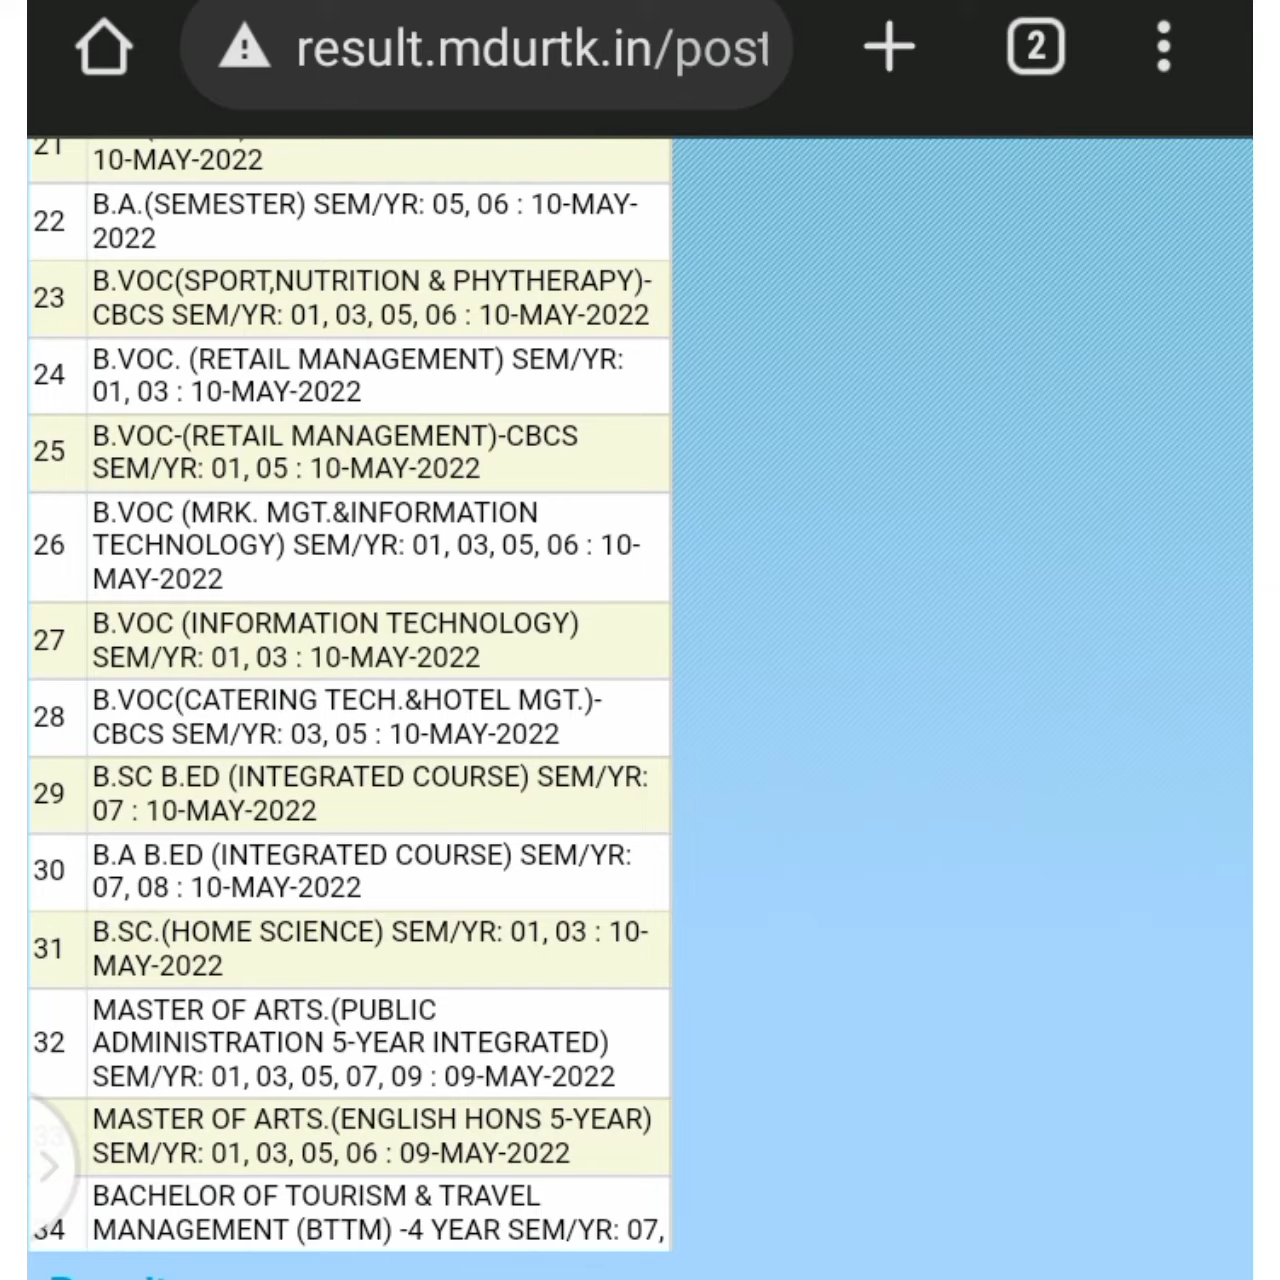 result.mdurtk.in/post
2
21
10-MAY-2022
22
B.A.(SEMESTER) SEM/YR: 05, 06 : 10-MAY-
2022
23
B.VOC(SPORT,NUTRITION & PHYTHERAPY)-
CBCS SEM/YR: 01, 03, 05, 06 : 10-MAY-2022
24
B.VOC. (RETAIL MANAGEMENT) SEM/YR:
01, 03 : 10-MAY-2022
25
B.VOC-(RETAIL MANAGEMENT)-CBCS
SEM/YR: 01, 05 : 10-MAY-2022
26
B.VOC (MRK. MGT.&INFORMATION
TECHNOLOGY) SEM/YR: 01, 03, 05, 06 : 10-
MAY-2022
27
B.VOC (INFORMATION TECHNOLOGY)
SEM/YR: 01, 03 : 10-MAY-2022
28
B.VOC(CATERING TECH.&HOTEL MGT.)-
CBCS SEM/YR: 03, 05 : 10-MAY-2022
29
B.SC B.ED (INTEGRATED COURSE) SEM/YR:
07 : 10-MAY-2022
30
B.A B.ED (INTEGRATED COURSE) SEM/YR:
07, 08 : 10-MAY-2022
31
B.SC.(HOME SCIENCE) SEM/YR: 01, 03 : 10-
MAY-2022
32
MASTER OF ARTS.(PUBLIC
ADMINISTRATION 5-YEAR INTEGRATED)
SEM/YR: 01, 03, 05, 07, 09 : 09-MAY-2022
33
MASTER OF ARTS.(ENGLISH HONS 5-YEAR)
SEM/YR: 01, 03, 05, 06 : 09-MAY-2022
34
BACHELOR OF TOURISM & TRAVEL
MANAGEMENT (BTTM) -4 YEAR SEM/YR: 07,